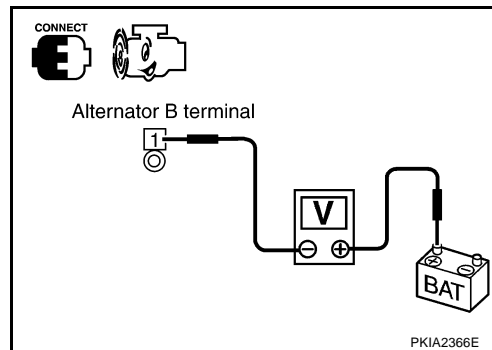 CONNECT
Alternator B terminal
1
V
− +
+ −
BAT
PKIA2366E